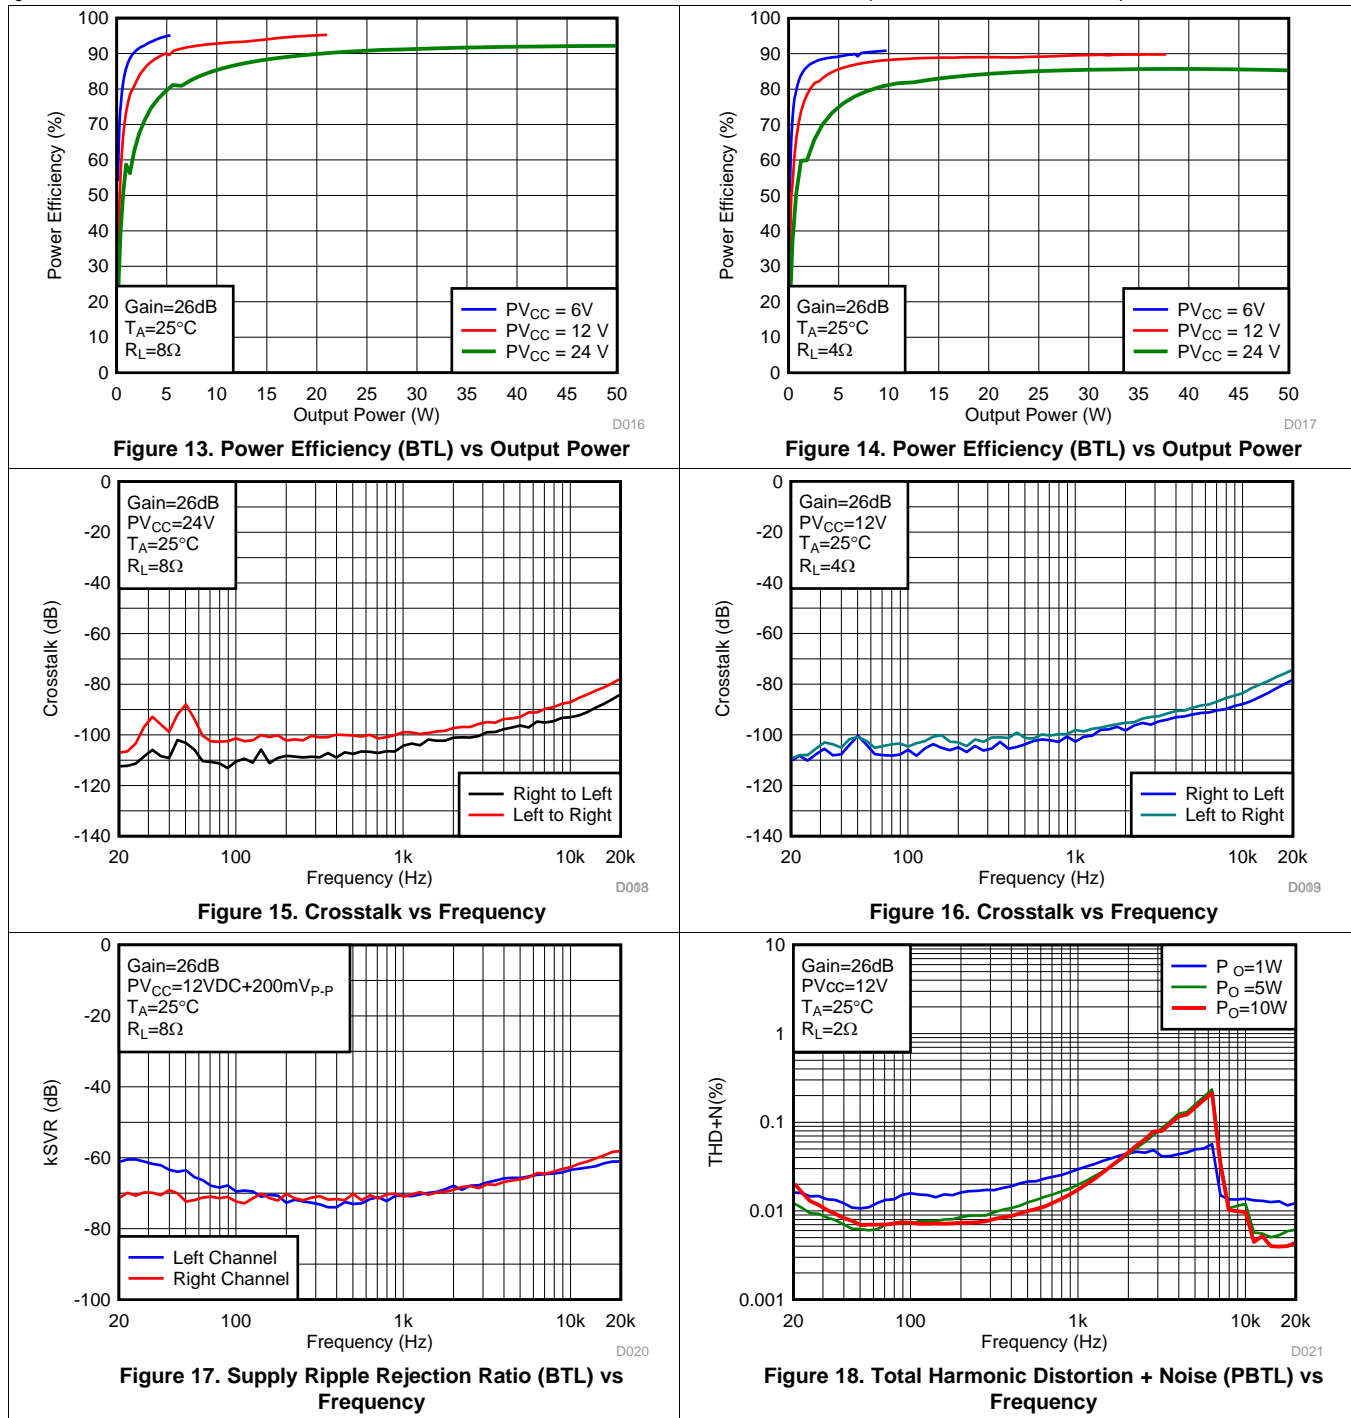 100
90
80
70
60
50
40
30
20
10
0
Power Efficiency (%)
Gain=26dB
TA=25°C
RL=8Ω
PVCC = 6V
PVCC = 12 V
PVCC = 24 V
0 5 10 15 20 25 30 35 40 45 50
Output Power (W)
D016
Figure 13. Power Efficiency (BTL) vs Output Power
100
90
80
70
60
50
40
30
20
10
0
Power Efficiency (%)
Gain=26dB
TA=25°C
RL=4Ω
PVCC = 6V
PVCC = 12 V
PVCC = 24 V
0 5 10 15 20 25 30 35 40 45 50
Output Power (W)
D017
Figure 14. Power Efficiency (BTL) vs Output Power
0
-20
-40
-60
-80
-100
-120
-140
Crosstalk (dB)
Gain=26dB
PVCC=24V
TA=25°C
RL=8Ω
Right to Left
Left to Right
20 100 1k 10k 20k
Frequency (Hz)
Figure 15. Crosstalk vs Frequency
0
-20
-40
-60
-80
-100
-120
-140
Crosstalk (dB)
Gain=26dB
PVCC=12V
TA=25°C
RL=4Ω
Right to Left
Left to Right
20 100 1k 10k 20k
Frequency (Hz)
Figure 16. Crosstalk vs Frequency
0
-20
-40
-60
-80
-100
kSVR (dB)
Gain=26dB
PVCC=12VDC+200mVP-P
TA=25°C
RL=8Ω
Left Channel
Right Channel
20 100 1k 10k 20k
Frequency (Hz)
D020
Figure 17. Supply Ripple Rejection Ratio (BTL) vs
Frequency
10
1
0.1
0.01
0.001
THD+N(%)
Gain=26dB
PVcc=12V
TA=25°C
RL=2Ω
P O=1W
PO =5W
PO=10W
20 100 1k 10k 20k
Frequency (Hz)
D021
Figure 18. Total Harmonic Distortion + Noise (PBTL) vs
Frequency